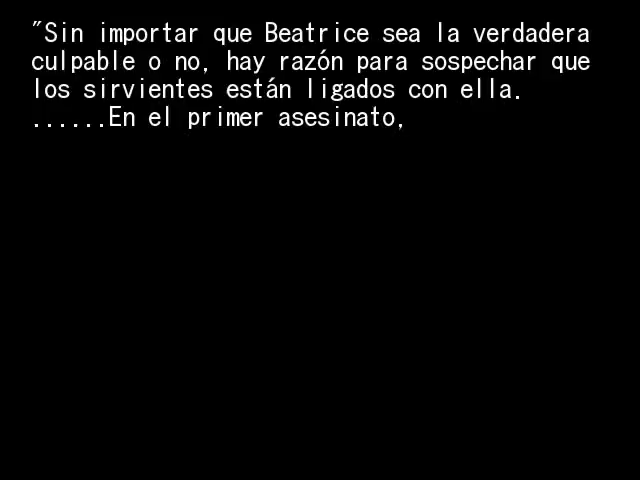 "Sin importar que Beatrice sea la verdadera
culpable o no, hay razón para sospechar que
los sirvientes están ligados con ella.
......En el primer asesinato,